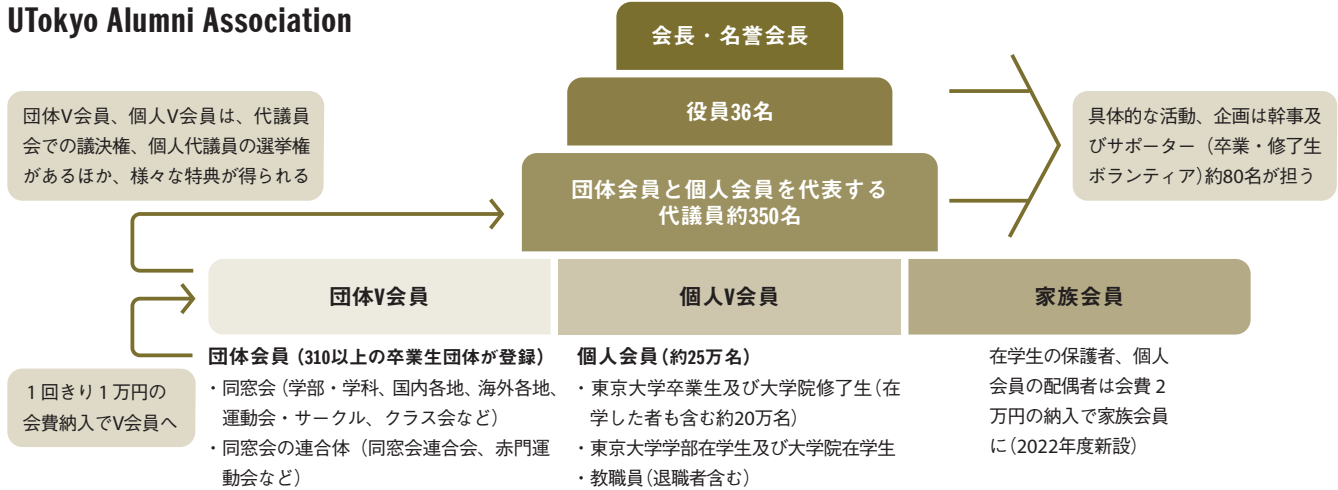 UTokyo Alumni Association
会長・名誉会長
役員36名
団体会員と個人会員を代表する
代議員約350名
団体V会員、個人V会員は、代議員
会での議決権、個人代議員の選挙権
があるほか、様々な特典が得られる
具体的な活動、企画は幹事及
びサポーター（卒業・修了生
ボランティア）約80名が担う
団体V会員
個人V会員
家族会員
1回きり1万円の
会費納入でV会員へ
団体会員（310以上の卒業生団体が登録）
・同窓会（学部・学科、国内各地、海外各地、
運動会・サークル、クラス会など）
・同窓会の連合体（同窓会連合会、赤門運
動会など）
個人会員（約25万名）
・東京大学卒業生及び大学院修了生（在
学した者も含む約20万名）
・東京大学学部在学生及び大学院在学生
・教職員（退職者含む）
在学生の保護者、個人
会員の配偶者は会費2
万円の納入で家族会員
に（2022年度新設）